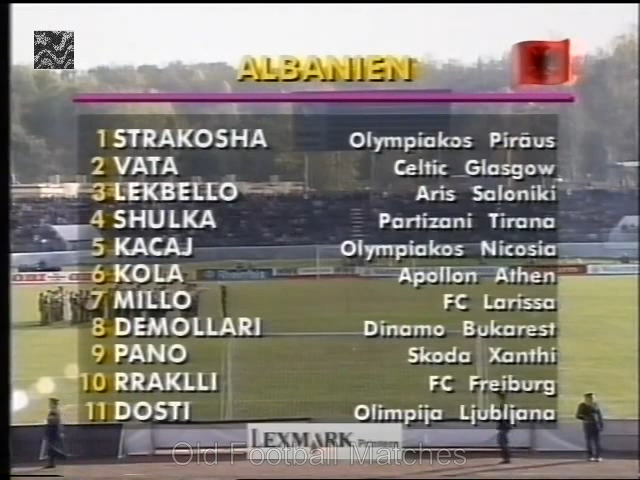 ALBANIEN
1 STRAKOSHA Olympiakos Piräus
2 VATA Celtic Glasgow
3 LEKBELLO Aris Saloniki
4 SHULKA Partizani Tirana
5 KACAJ Olympiakos Nicosia
6 KOLA Apollon Athen
7 MILLO FC Larissa
8 DEMOLLARI Dinamo Bukarest
9 PANO Skoda Xanthi
10 RRAKLLI FC Freiburg
11 DOSTI Olimpija Ljubljana
LEXMARK
Old Football Matches